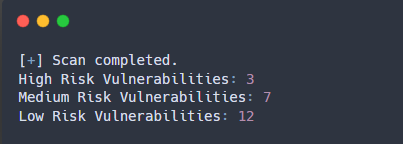 [+] Scan completed.
High Risk Vulnerabilities: 3
Medium Risk Vulnerabilities: 7
Low Risk Vulnerabilities: 12